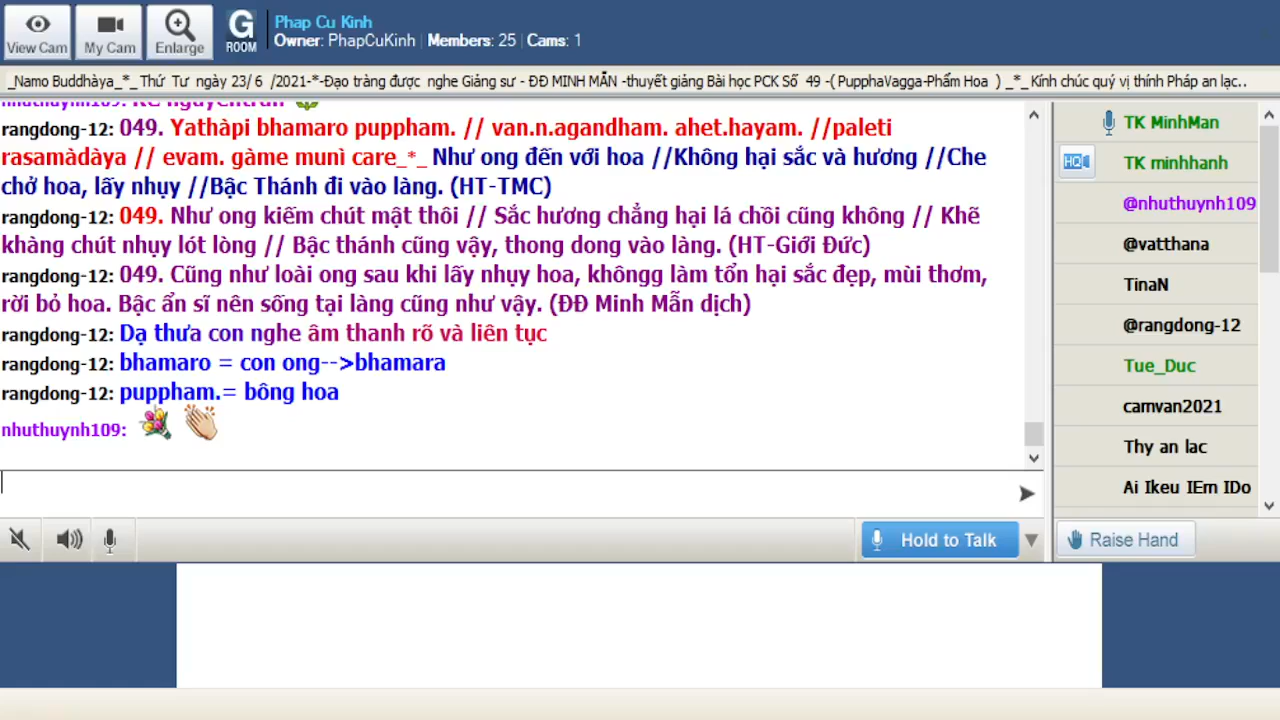 Phap Cu Kinh
View Cam My Cam Enlarge G ROOM Owner: PhapCuKinh Members: 25 Cams: 1
_Namo Buddhàya_*_ Thứ Tư ngày 23/ 6 /2021-*-Đạo tràng được nghe Giảng sư - ĐĐ MINH MẪN -thuyết giảng Bài học PCK Số 49 -( PupphaVagga-Phẩm Hoa ) _*_ Kính chúc quý vị thính Pháp an lạc..
rangdong-12: 049. Yathàpi bhamaro puppham. // van.n.agandham. ahet.hayam. //paleti
rasamàdàya // evam. gàme munì care_*_ Như ong đến với hoa //Không hại sắc và hương //Che
chở hoa, lấy nhụy //Bậc Thánh đi vào làng. (HT-TMC)
rangdong-12: 049. Như ong kiếm chút mật thôi // Sắc hương chẳng hại lá chồi cũng không // Khẽ
khàng chút nhụy lót lòng // Bậc thánh cũng vậy, thong dong vào làng. (HT-Giới Đức)
rangdong-12: 049. Cũng như loài ong sau khi lấy nhụy hoa, khôngg làm tổn hại sắc đẹp, mùi thơm,
rời bỏ hoa. Bậc ẩn sĩ nên sống tại làng cũng như vậy. (ĐĐ Minh Mẫn dịch)
rangdong-12: Dạ thưa con nghe âm thanh rõ và liên tục
rangdong-12: bhamaro = con ong-->bhamara
rangdong-12: puppham.= bông hoa
nhuthuynh109:
TK MinhMan
HQ TK minhhanh
@nhuthuynh109
@vatthana
TinaN
@rangdong-12
Tue_Duc
camvan2021
Thy an lac
Hold to Talk
Raise Hand